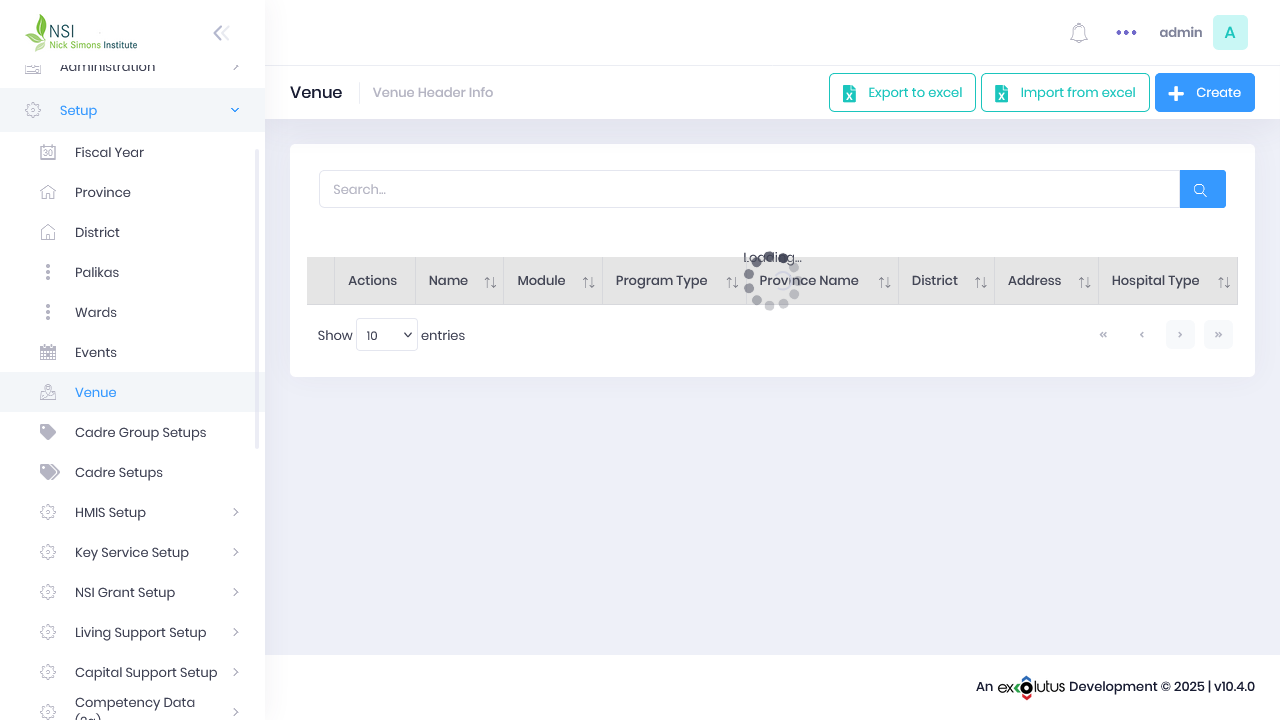 NSI
Nick Simons Institute
admin
A
Administration
Setup
Fiscal Year
Province
District
Palikas
Wards
Events
Venue
Cadre Group Setups
Cadre Setups
HMIS Setup
Key Service Setup
NSI Grant Setup
Living Support Setup
Capital Support Setup
Competency Data
(2a)
Venue
Venue Header Info
Export to excel
Import from excel
Create
Search...
Loading...
Actions
Name
Module
Program Type
Province Name
District
Address
Hospital Type
Show 10 entries
An exolutus Development © 2025 | v10.4.0